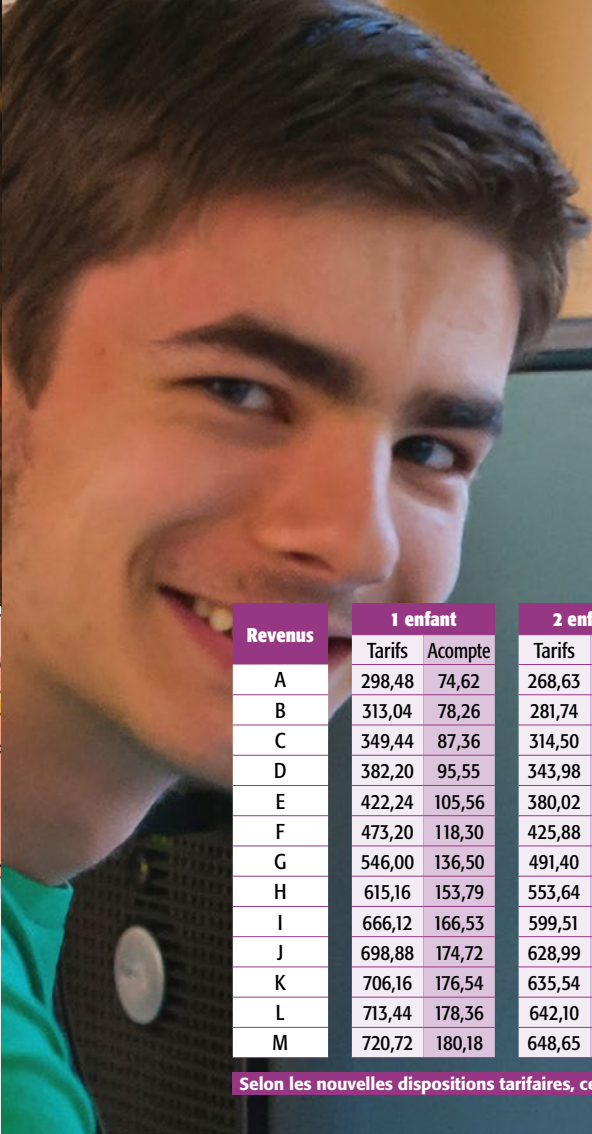 Revenus 1 enfant 2 enf
Tarifs Acompte Tarifs
A 298,48 74,62 268,63
B 313,04 78,26 281,74
C 349,44 87,36 314,50
D 382,20 95,55 343,98
E 422,24 105,56 380,02
F 473,20 118,30 425,88
G 546,00 136,50 491,40
H 615,16 153,79 553,64
I 666,12 166,53 599,51
J 698,88 174,72 628,99
K 706,16 176,54 635,54
L 713,44 178,36 642,10
M 720,72 180,18 648,65
Selon les nouvelles dispositions tarifaires, ce